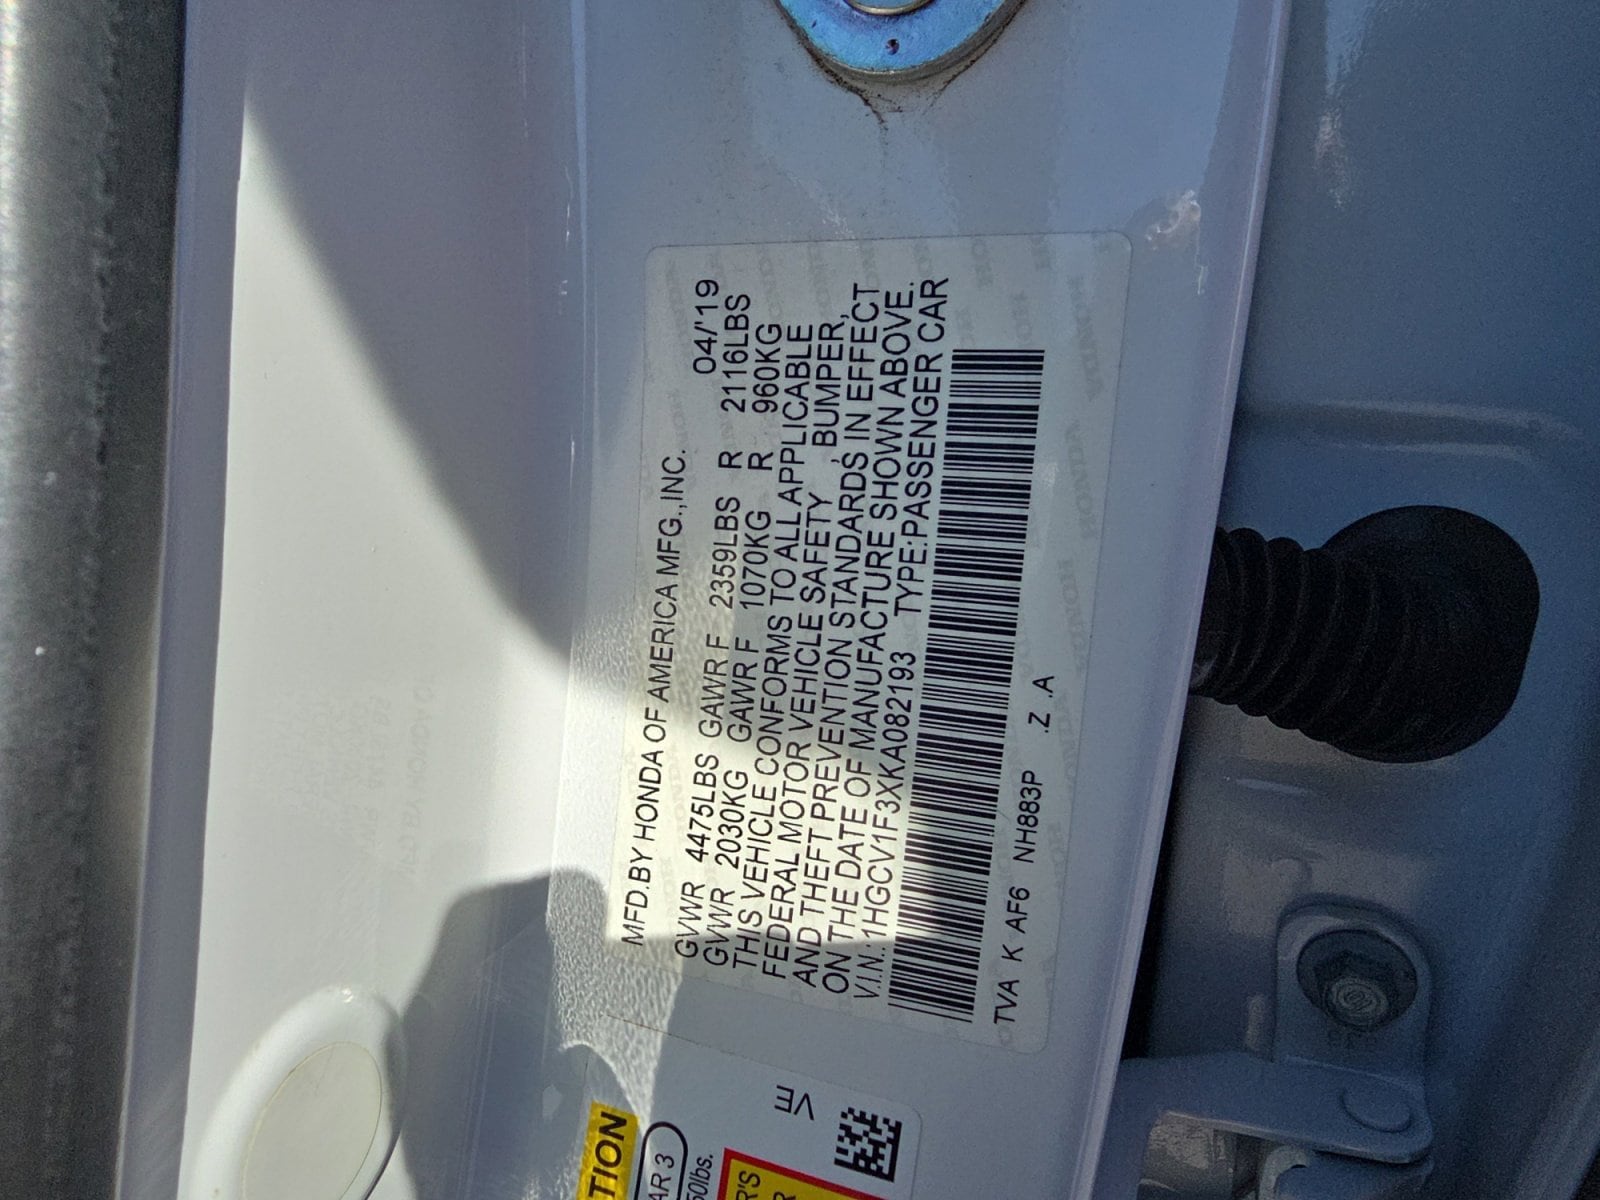 MFD.BY HONDA OF AMERICA MFG.,INC. 04/'19
GVWR 4475LBS GAWR F 2359LBS R 2116LBS
GVWR 2030KG GAWR F 1070KG R 960KG
THIS VEHICLE CONFORMS TO ALL APPLICABLE
FEDERAL MOTOR VEHICLE SAFETY , BUMPER,
AND THEFT PREVENTION STANDARDS IN EFFECT
ON THE DATE OF MANUFACTURE SHOWN ABOVE.
V.I.N.:1HGCV1F3XKA082193 TYPE:PASSENGER CAR
TVA K AF6 NH883P .Z .A
VE